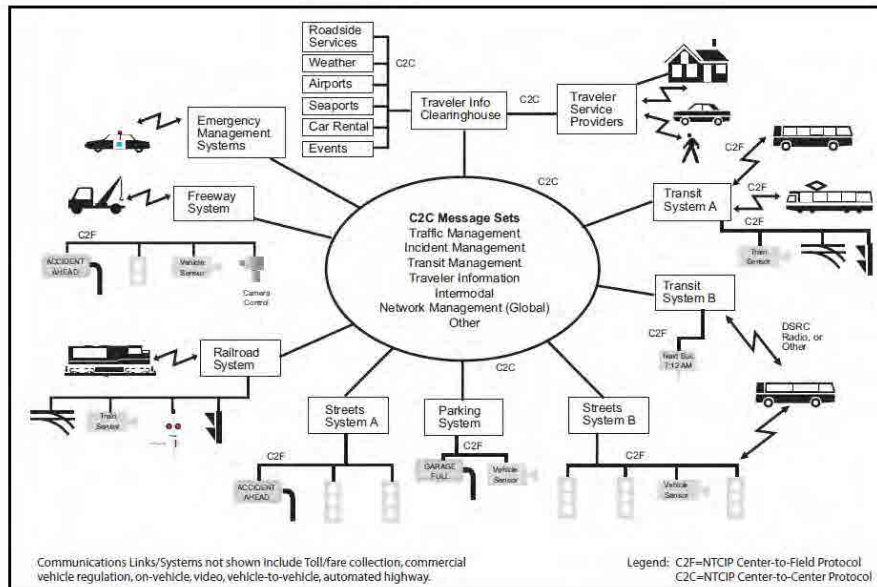 Roadside
Services
Weather
Airports
Seaports
Car Rental
Events
C2C
Traveler Info
Clearinghouse
C2C
Traveler
Service
Providers
Emergency
Management
Systems
Freeway
System
C2F
ACCIDENT
AHEAD
Vehicle
Sensor
Camera
Control
C2C
C2C Message Sets
Traffic Management
Incident Management
Transit Management
Traveler Information
Intermodal
Network Management (Global)
Other
C2F
Transit
System A
C2F
C2F
Train
Sensor
Transit
System B
C2F
Next Bus
7:12 AM
DSRC
Radio, or
Other
Railroad
System
Train
Sensor
C2C
Streets
System A
C2F
ACCIDENT
AHEAD
Parking
System
C2F
GARAGE
FULL
Vehicle
Sensor
Streets
System B
C2F
Vehicle
Sensor
Communications Links/Systems not shown include Toll/fare collection, commercial
vehicle regulation, on-vehicle, video, vehicle-to-vehicle, automated highway.
Legend: C2F=NTCIP Center-to-Field Protocol
C2C=NTCIP Center-to-Center Protocol